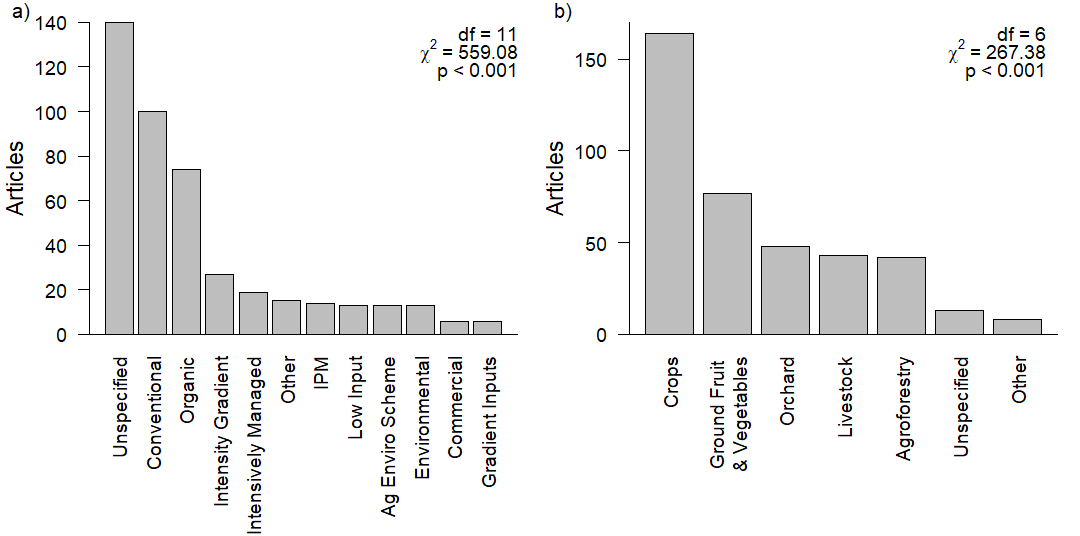 a)
df = 11
χ² = 559.08
p < 0.001
Articles
140
120
100
80
60
40
20
0
Unspecified
Conventional
Organic
Intensity Gradient
Intensively Managed
Other
IPM
Low Input
Ag Enviro Scheme
Environmental
Commercial
Gradient Inputs
b)
df = 6
χ² = 267.38
p < 0.001
Articles
150
100
50
0
Crops
Ground Fruit
& Vegetables
Orchard
Livestock
Agroforestry
Unspecified
Other